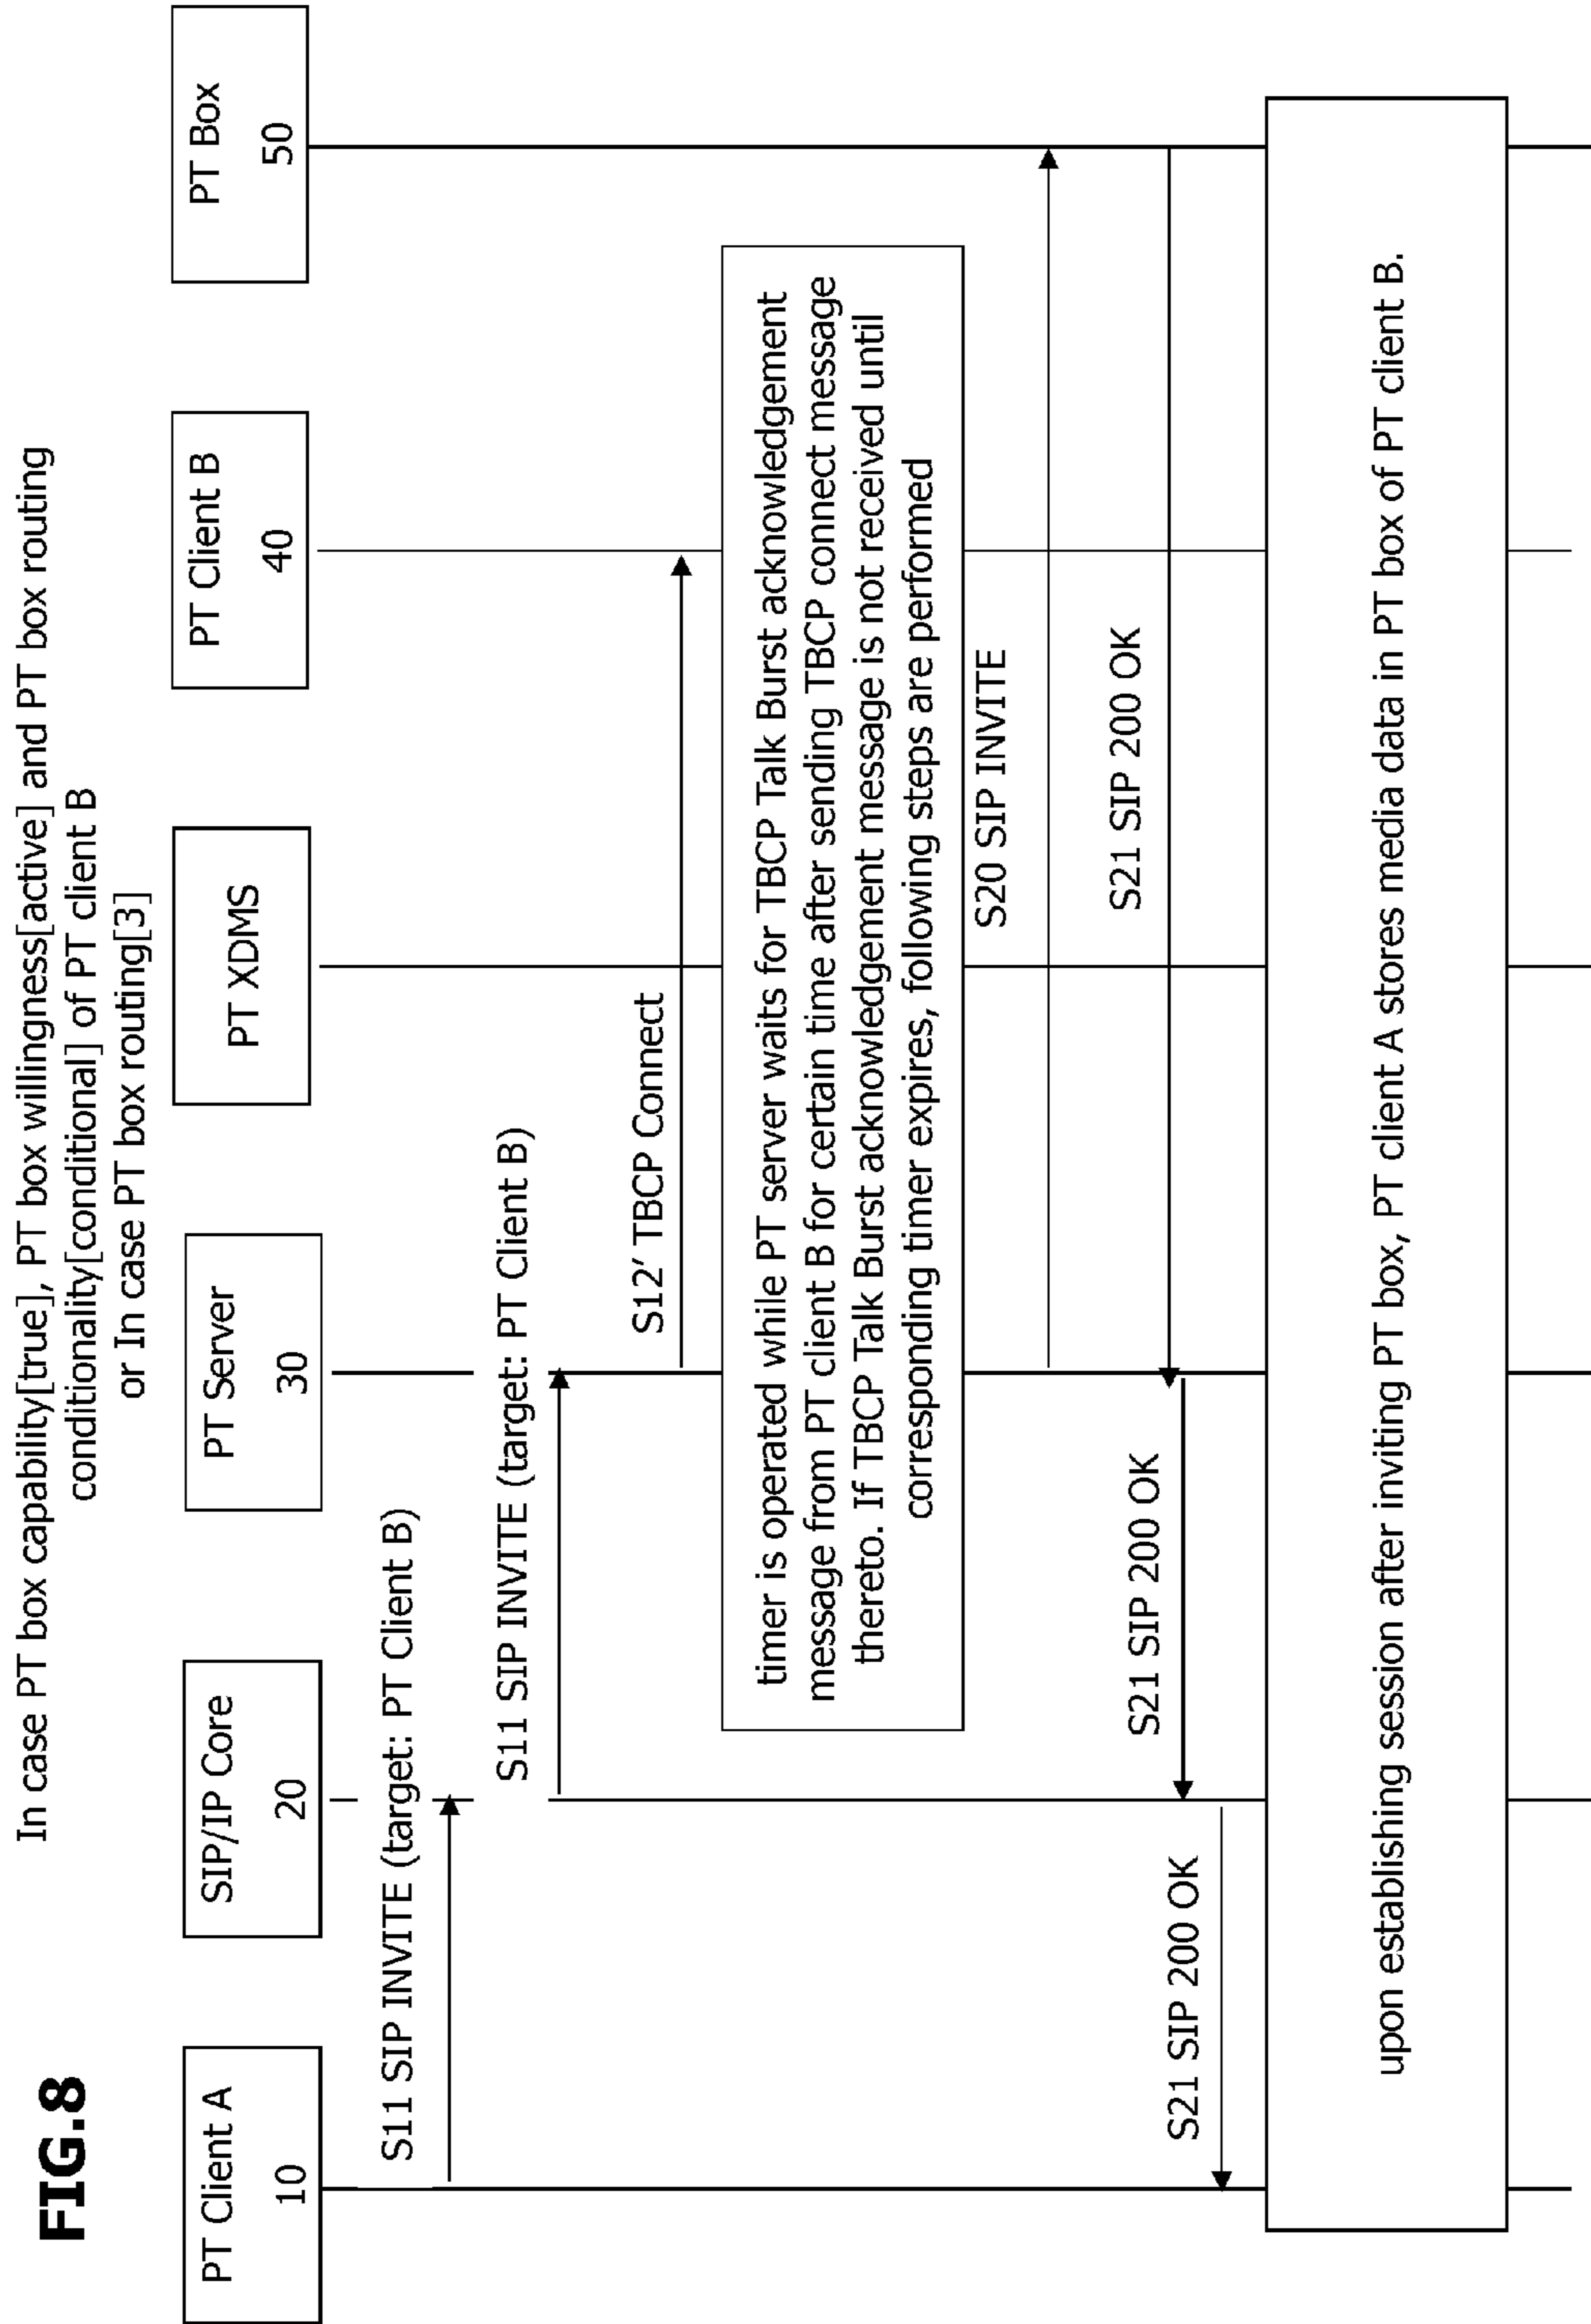 FIG.8
In case PT box capability[true], PT box willingness[active] and PT box routing
conditionality[conditional] of PT client B
or In case PT box routing[3]
PT Client A
10
SIP/IP Core
20
PT Server
30
PT XDMS
PT Client B
40
PT Box
50
S11 SIP INVITE (target: PT Client B)
S11 SIP INVITE (target: PT Client B)
S12' TBCP Connect
timer is operated while PT server waits for TBCP Talk Burst acknowledgement
message from PT client B for certain time after sending TBCP connect message
thereto. If TBCP Talk Burst acknowledgement message is not received until
corresponding timer expires, following steps are performed
S20 SIP INVITE
S21 SIP 200 OK
S21 SIP 200 OK
S21 SIP 200 OK
upon establishing session after inviting PT box, PT client A stores media data in PT box of PT client B.